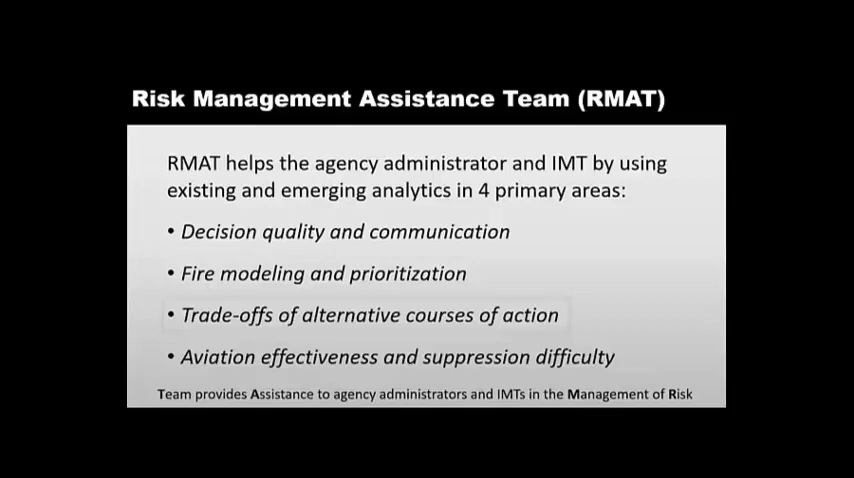 Risk Management Assistance Team (RMAT)
RMAT helps the agency administrator and IMT by using
existing and emerging analytics in 4 primary areas:
• Decision quality and communication
• Fire modeling and prioritization
• Trade-offs of alternative courses of action
• Aviation effectiveness and suppression difficulty
Team provides Assistance to agency administrators and IMTs in the Management of Risk